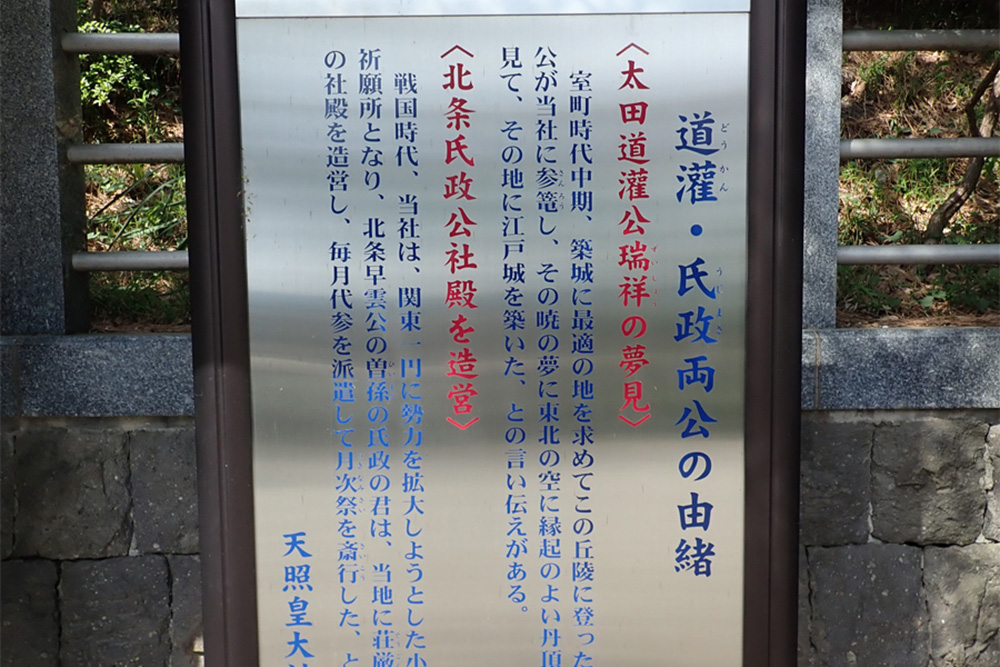 道灌・氏政両公の由緒
〈太田道灌公瑞祥の夢見〉
室町時代中期、築城に最適の地を求めてこの丘陵に登った
公が当社に参篭し、その暁の夢に東北の空に縁起のよい丹頂
見て、その地に江戸城を築いた、との言い伝えがある。
〈北条氏政公社殿を造営〉
戦国時代、当社は、関東一円に勢力を拡大しようとした小
祈願所となり、北条早雲公の曽孫の氏政の君は、当地に荘厳
の社殿を造営し、毎月代参を派遣して月次祭を斎行した、と
天照皇大